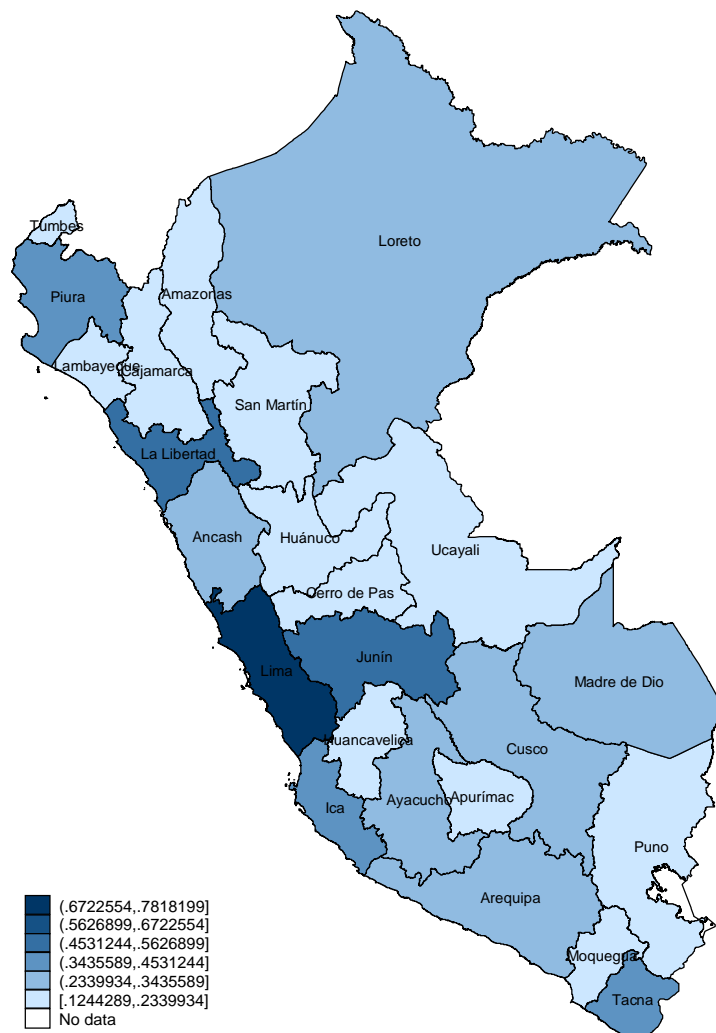 Loreto
Tumbes
Piura
Amazonas
Lambayeque
Cajamarca
San Martín
La Libertad
Ancash
Huánuco
Ucayali
Cerro de Pas
Junín
Lima
Madre de Dio
Huancavelica
Cusco
Ayacucho
Apurímac
Ica
Puno
Arequipa
Moquegua
Tacna
(.6722554,.7818199]
(.5626899,.6722554]
(.4531244,.5626899]
(.3435589,.4531244]
(.2339934,.3435589]
[.1244289,.2339934]
No data